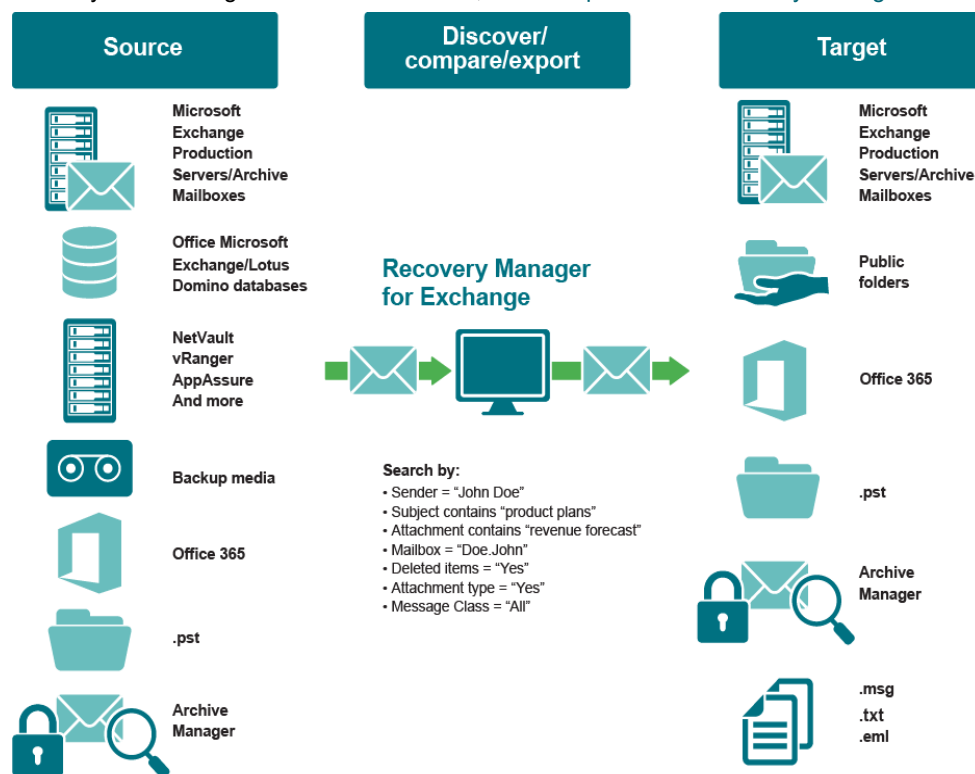 Source
Discover/
compare/export
Target
Microsoft
Exchange
Production
Servers/Archive
Mailboxes
Office Microsoft
Exchange/Lotus
Domino databases
NetVault
vRanger
AppAssure
And more
Backup media
Office 365
.pst
Archive
Manager
Recovery Manager
for Exchange
Search by:
• Sender = “John Doe”
• Subject contains “product plans”
• Attachment contains “revenue forecast”
• Mailbox = “Doe.John”
• Deleted items = “Yes”
• Attachment type = “Yes”
• Message Class = “All”
Microsoft
Exchange
Production
Servers/Archive
Mailboxes
Public
folders
Office 365
.pst
Archive
Manager
.msg
.txt
.eml